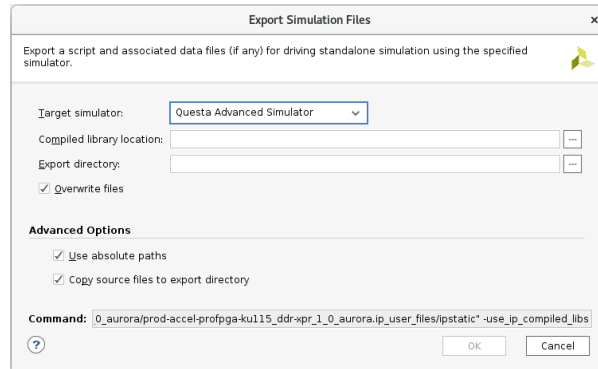 Export Simulation Files
Export a script and associated data files (if any) for driving standalone simulation using the specified
simulator.
Target simulator: Questa Advanced Simulator
Compiled library location: ...
Export directory: ...
Overwrite files
Advanced Options
Use absolute paths
Copy source files to export directory
Command: 0_aurora/prod-accel-profpga-ku115_ddr-xpr_1_0_aurora.ip_user_files/ipstatic" -use_ip_compiled_libs
? OK Cancel